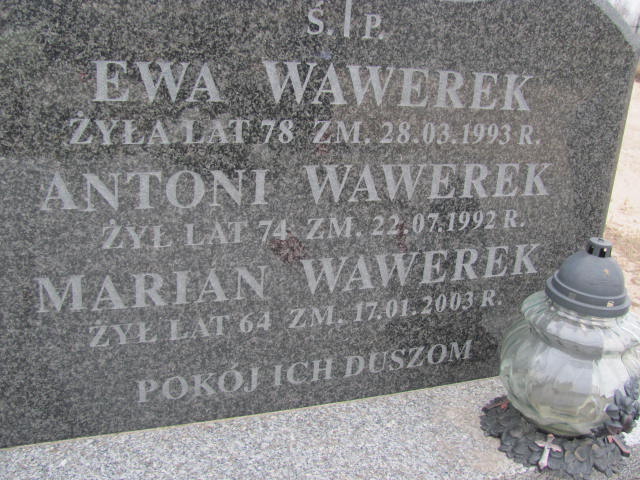 Ś. P.
EWA WAWEREK
ŻYŁA LAT 78 ZM. 28.03.1993 R.
ANTONI WAWEREK
ŻYŁ LAT 74 ZM. 22.07.1992 R.
MARIAN WAWEREK
ŻYŁ LAT 64 ZM. 17.01.2003 R.
POKÓJ ICH DUSZOM